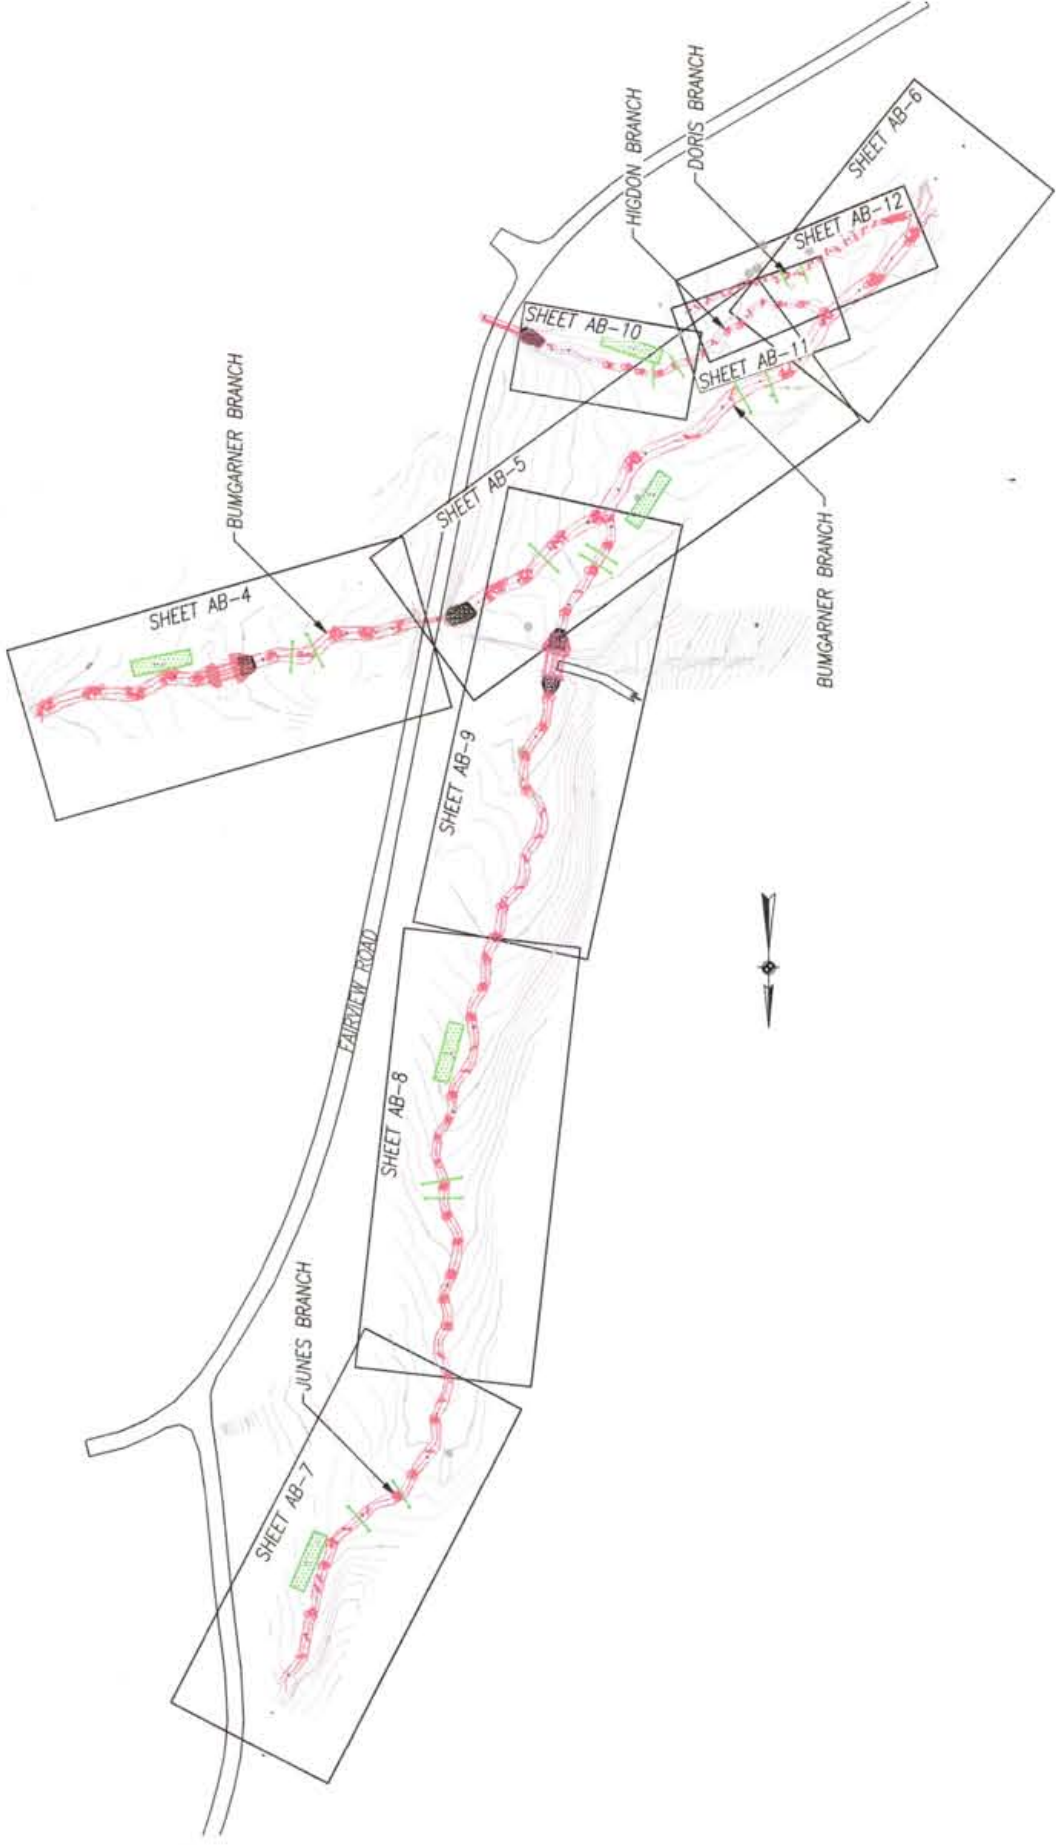 DORIS BRANCH
HIGDON BRANCH
SHEET AB-6
SHEET AB-12
SHEET AB-10
SHEET AB-11
BUMGARNER BRANCH
SHEET AB-5
SHEET AB-4
BUMGARNER BRANCH
SHEET AB-9
FAIRVIEW ROAD
SHEET AB-8
JUNES BRANCH
SHEET AB-7